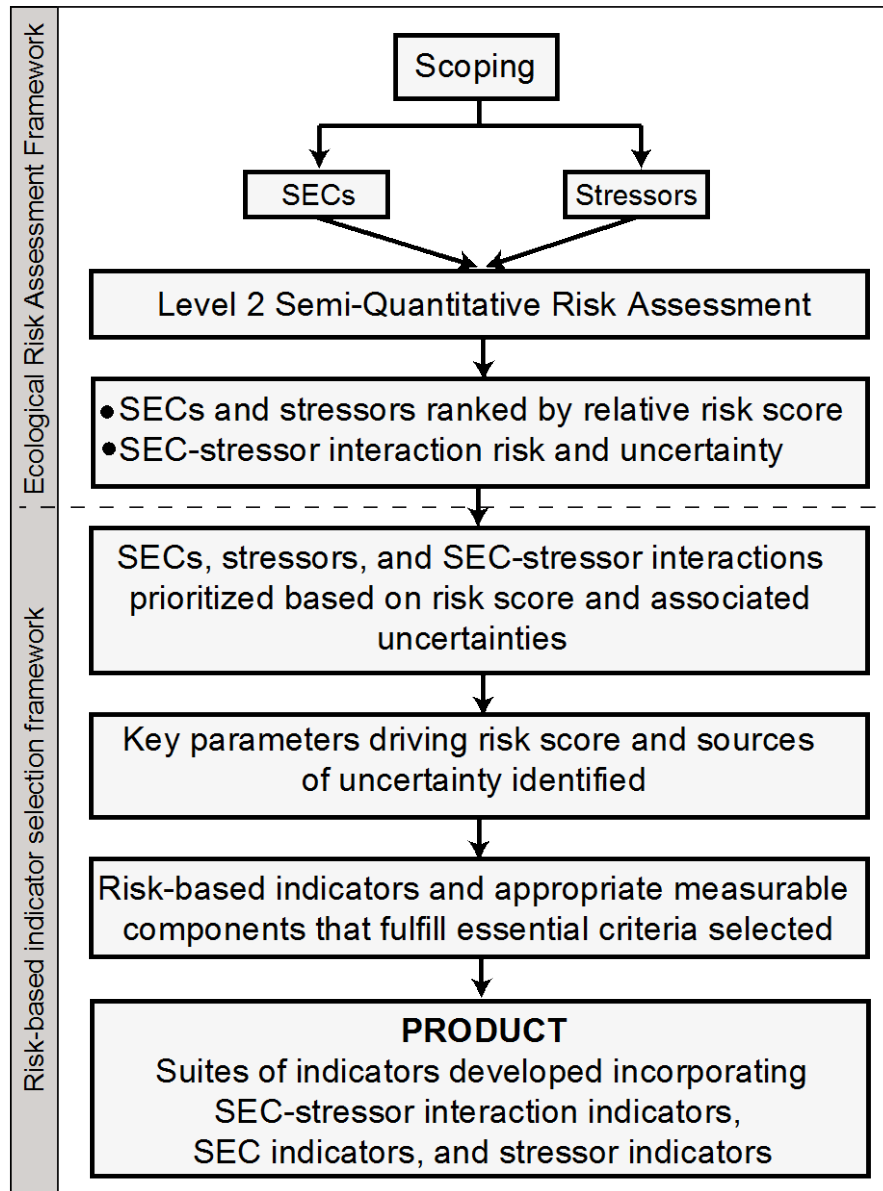 Ecological Risk Assessment Framework
Scoping
SECs
Stressors
Level 2 Semi-Quantitative Risk Assessment
●SECs and stressors ranked by relative risk score
●SEC-stressor interaction risk and uncertainty
Risk-based indicator selection framework
SECs, stressors, and SEC-stressor interactions
prioritized based on risk score and associated
uncertainties
Key parameters driving risk score and sources
of uncertainty identified
Risk-based indicators and appropriate measurable
components that fulfill essential criteria selected
PRODUCT
Suites of indicators developed incorporating
SEC-stressor interaction indicators,
SEC indicators, and stressor indicators